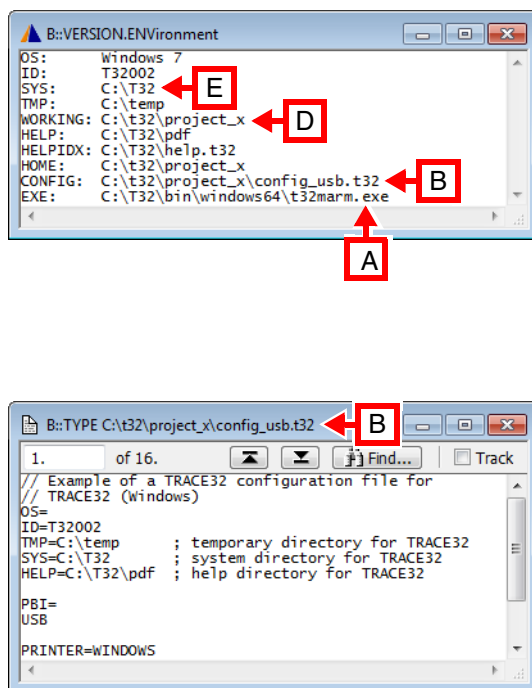 B::VERSION.ENVironment
OS: Windows 7
ID: T32002
SYS: C:\T32 E
TMP: C:\temp
WORKING: C:\t32\project_x D
HELP: C:\T32\pdf
HELPIDX: C:\T32\help.t32
HOME: C:\t32\project_x
CONFIG: C:\t32\project_x\config_usb.t32 B
EXE: C:\T32\bin\windows64\t32marm.exe
A
B::TYPE C:\t32\project_x\config_usb.t32 B
1. of 16. Find... Track
// Example of a TRACE32 configuration file for
// TRACE32 (Windows)
OS=
ID=T32002
TMP=C:\temp ; temporary directory for TRACE32
SYS=C:\T32 ; system directory for TRACE32
HELP=C:\T32\pdf ; help directory for TRACE32
PBI=
USB
PRINTER=WINDOWS